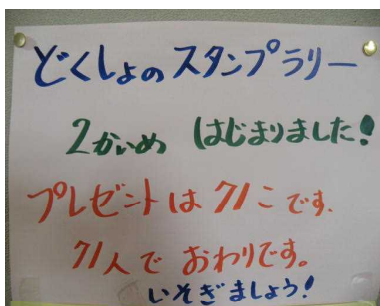 どくしょのスタンプラリー
2かいめ はじまりました!
プレゼントは 71こです.
71人で おわりです。
いそぎましょう!